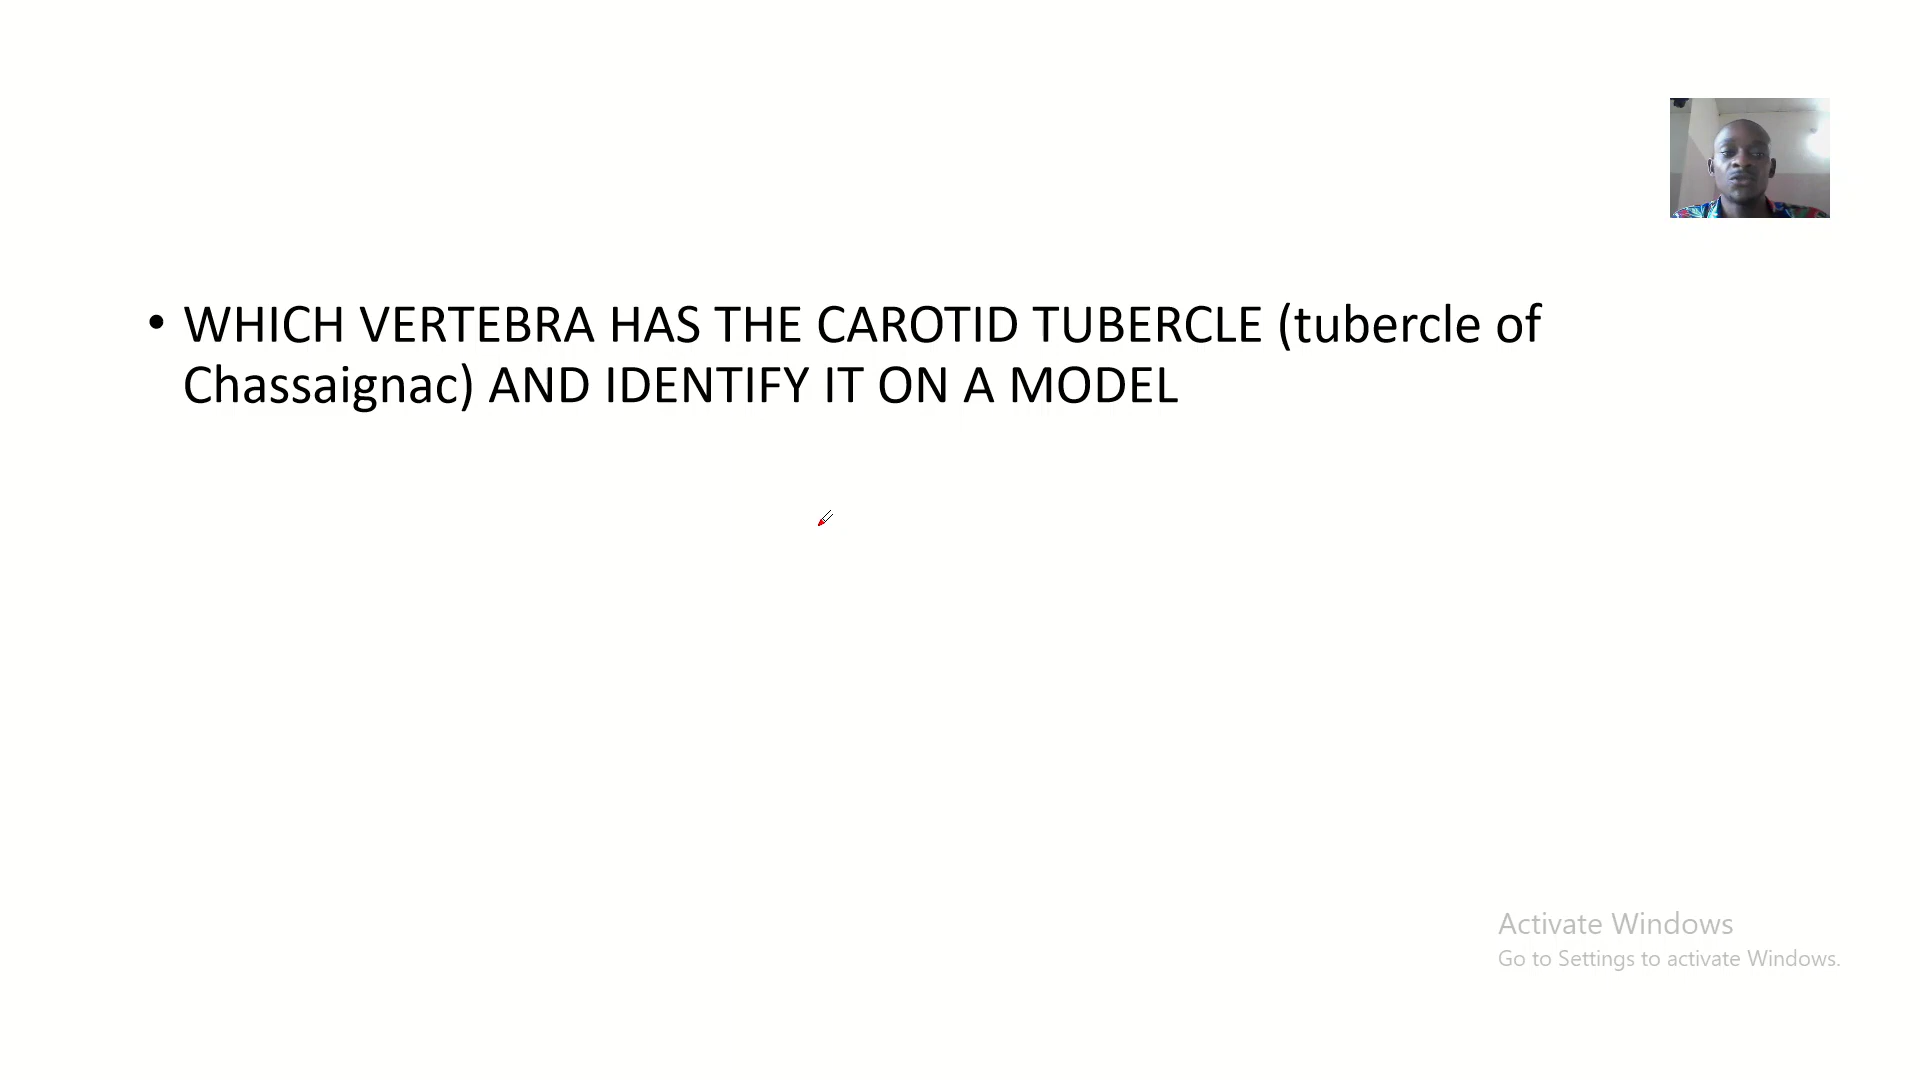 • WHICH VERTEBRA HAS THE CAROTID TUBERCLE (tubercle of
Chassaignac) AND IDENTIFY IT ON A MODEL
Activate Windows
Go to Settings to activate Windows.